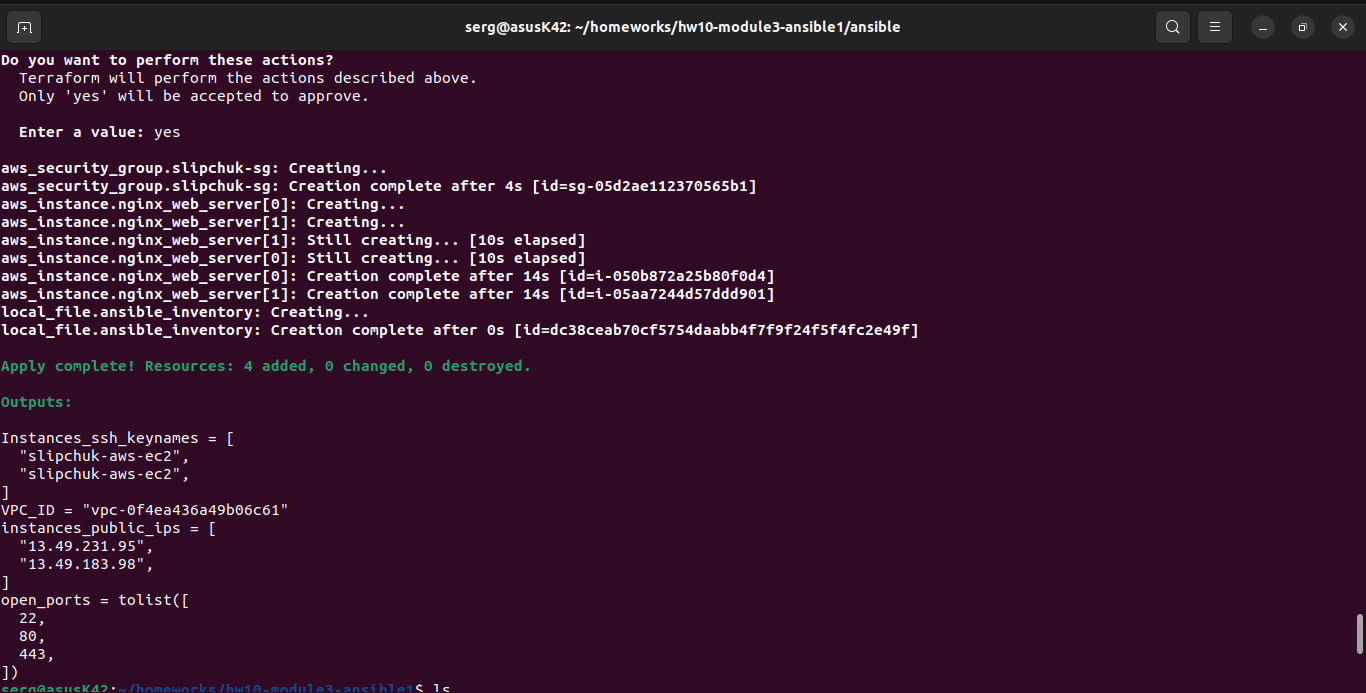 serg@asusK42: ~/homeworks/hw10-module3-ansible1/ansible
Do you want to perform these actions?
  Terraform will perform the actions described above.
  Only 'yes' will be accepted to approve.

  Enter a value: yes

aws_security_group.slipchuk-sg: Creating...
aws_security_group.slipchuk-sg: Creation complete after 4s [id=sg-05d2ae112370565b1]
aws_instance.nginx_web_server[0]: Creating...
aws_instance.nginx_web_server[1]: Creating...
aws_instance.nginx_web_server[1]: Still creating... [10s elapsed]
aws_instance.nginx_web_server[0]: Still creating... [10s elapsed]
aws_instance.nginx_web_server[0]: Creation complete after 14s [id=i-050b872a25b80f0d4]
aws_instance.nginx_web_server[1]: Creation complete after 14s [id=i-05aa7244d57ddd901]
local_file.ansible_inventory: Creating...
local_file.ansible_inventory: Creation complete after 0s [id=dc38ceab70cf5754daabb4f7f9f24f5f4fc2e49f]

Apply complete! Resources: 4 added, 0 changed, 0 destroyed.

Outputs:

Instances_ssh_keynames = [
  "slipchuk-aws-ec2",
  "slipchuk-aws-ec2",
]
VPC_ID = "vpc-0f4ea436a49b06c61"
instances_public_ips = [
  "13.49.231.95",
  "13.49.183.98",
]
open_ports = tolist([
  22,
  80,
  443,
])
serg@asusK42:~/homeworks/hw10-module3-ansible1$ ls